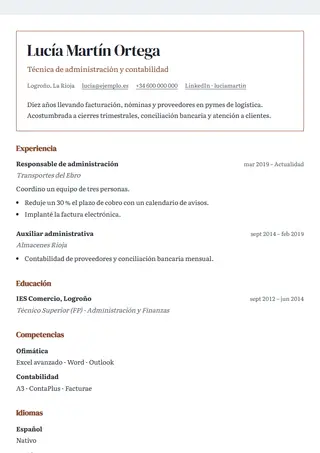 Lucía Martín Ortega
Técnica de administración y contabilidad
Logroño, La Rioja lucia@ejemplo.es +34 600 000 000 LinkedIn · luciamartin
Diez años llevando facturación, nóminas y proveedores en pymes de logística.
Acostumbrada a cierres trimestrales, conciliación bancaria y atención a clientes.
Experiencia
Responsable de administración mar 2019 – Actualidad
Transportes del Ebro
Coordino un equipo de tres personas.
• Reduje un 30 % el plazo de cobro con un calendario de avisos.
• Implanté la factura electrónica.
Auxiliar administrativa sept 2014 – feb 2019
Almacenes Rioja
• Contabilidad de proveedores y conciliación bancaria mensual.
Educación
IES Comercio, Logroño sept 2012 – jun 2014
Técnico Superior (FP) · Administración y Finanzas
Competencias
Ofimática
Excel avanzado · Word · Outlook
Contabilidad
A3 · ContaPlus · Facturae
Idiomas
Español
Nativo